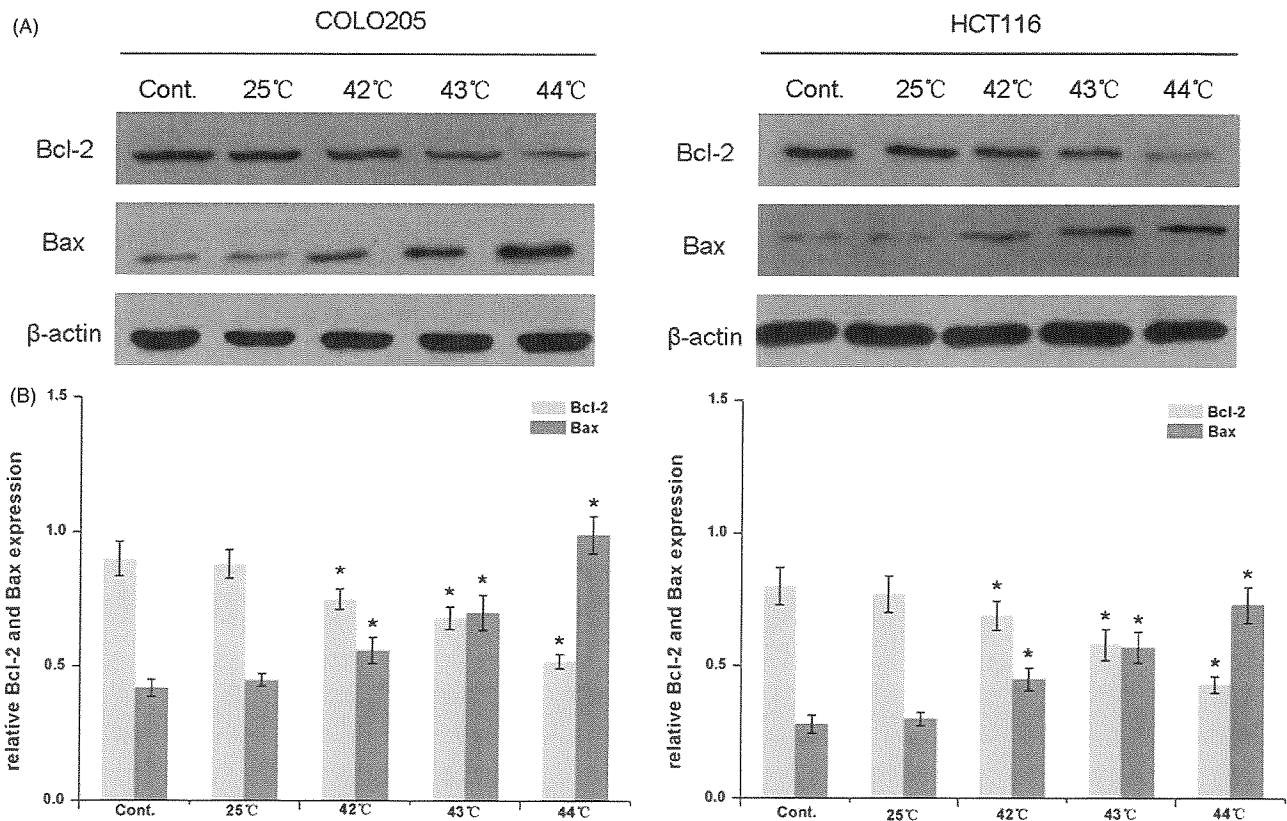 (A)
COLO205
Cont. 25℃ 42℃ 43℃ 44℃
Bcl-2
Bax
β-actin
HCT116
Cont. 25℃ 42℃ 43℃ 44℃
Bcl-2
Bax
β-actin
(B)
relative Bcl-2 and Bax expression
1.5
1.0
0.5
0.0
Bcl-2
Bax
* * * * * *
Cont. 25℃ 42℃ 43℃ 44℃
relative Bcl-2 and Bax expression
1.5
1.0
0.5
0.0
Bcl-2
Bax
* * * * * *
Cont. 25℃ 42℃ 43℃ 44℃